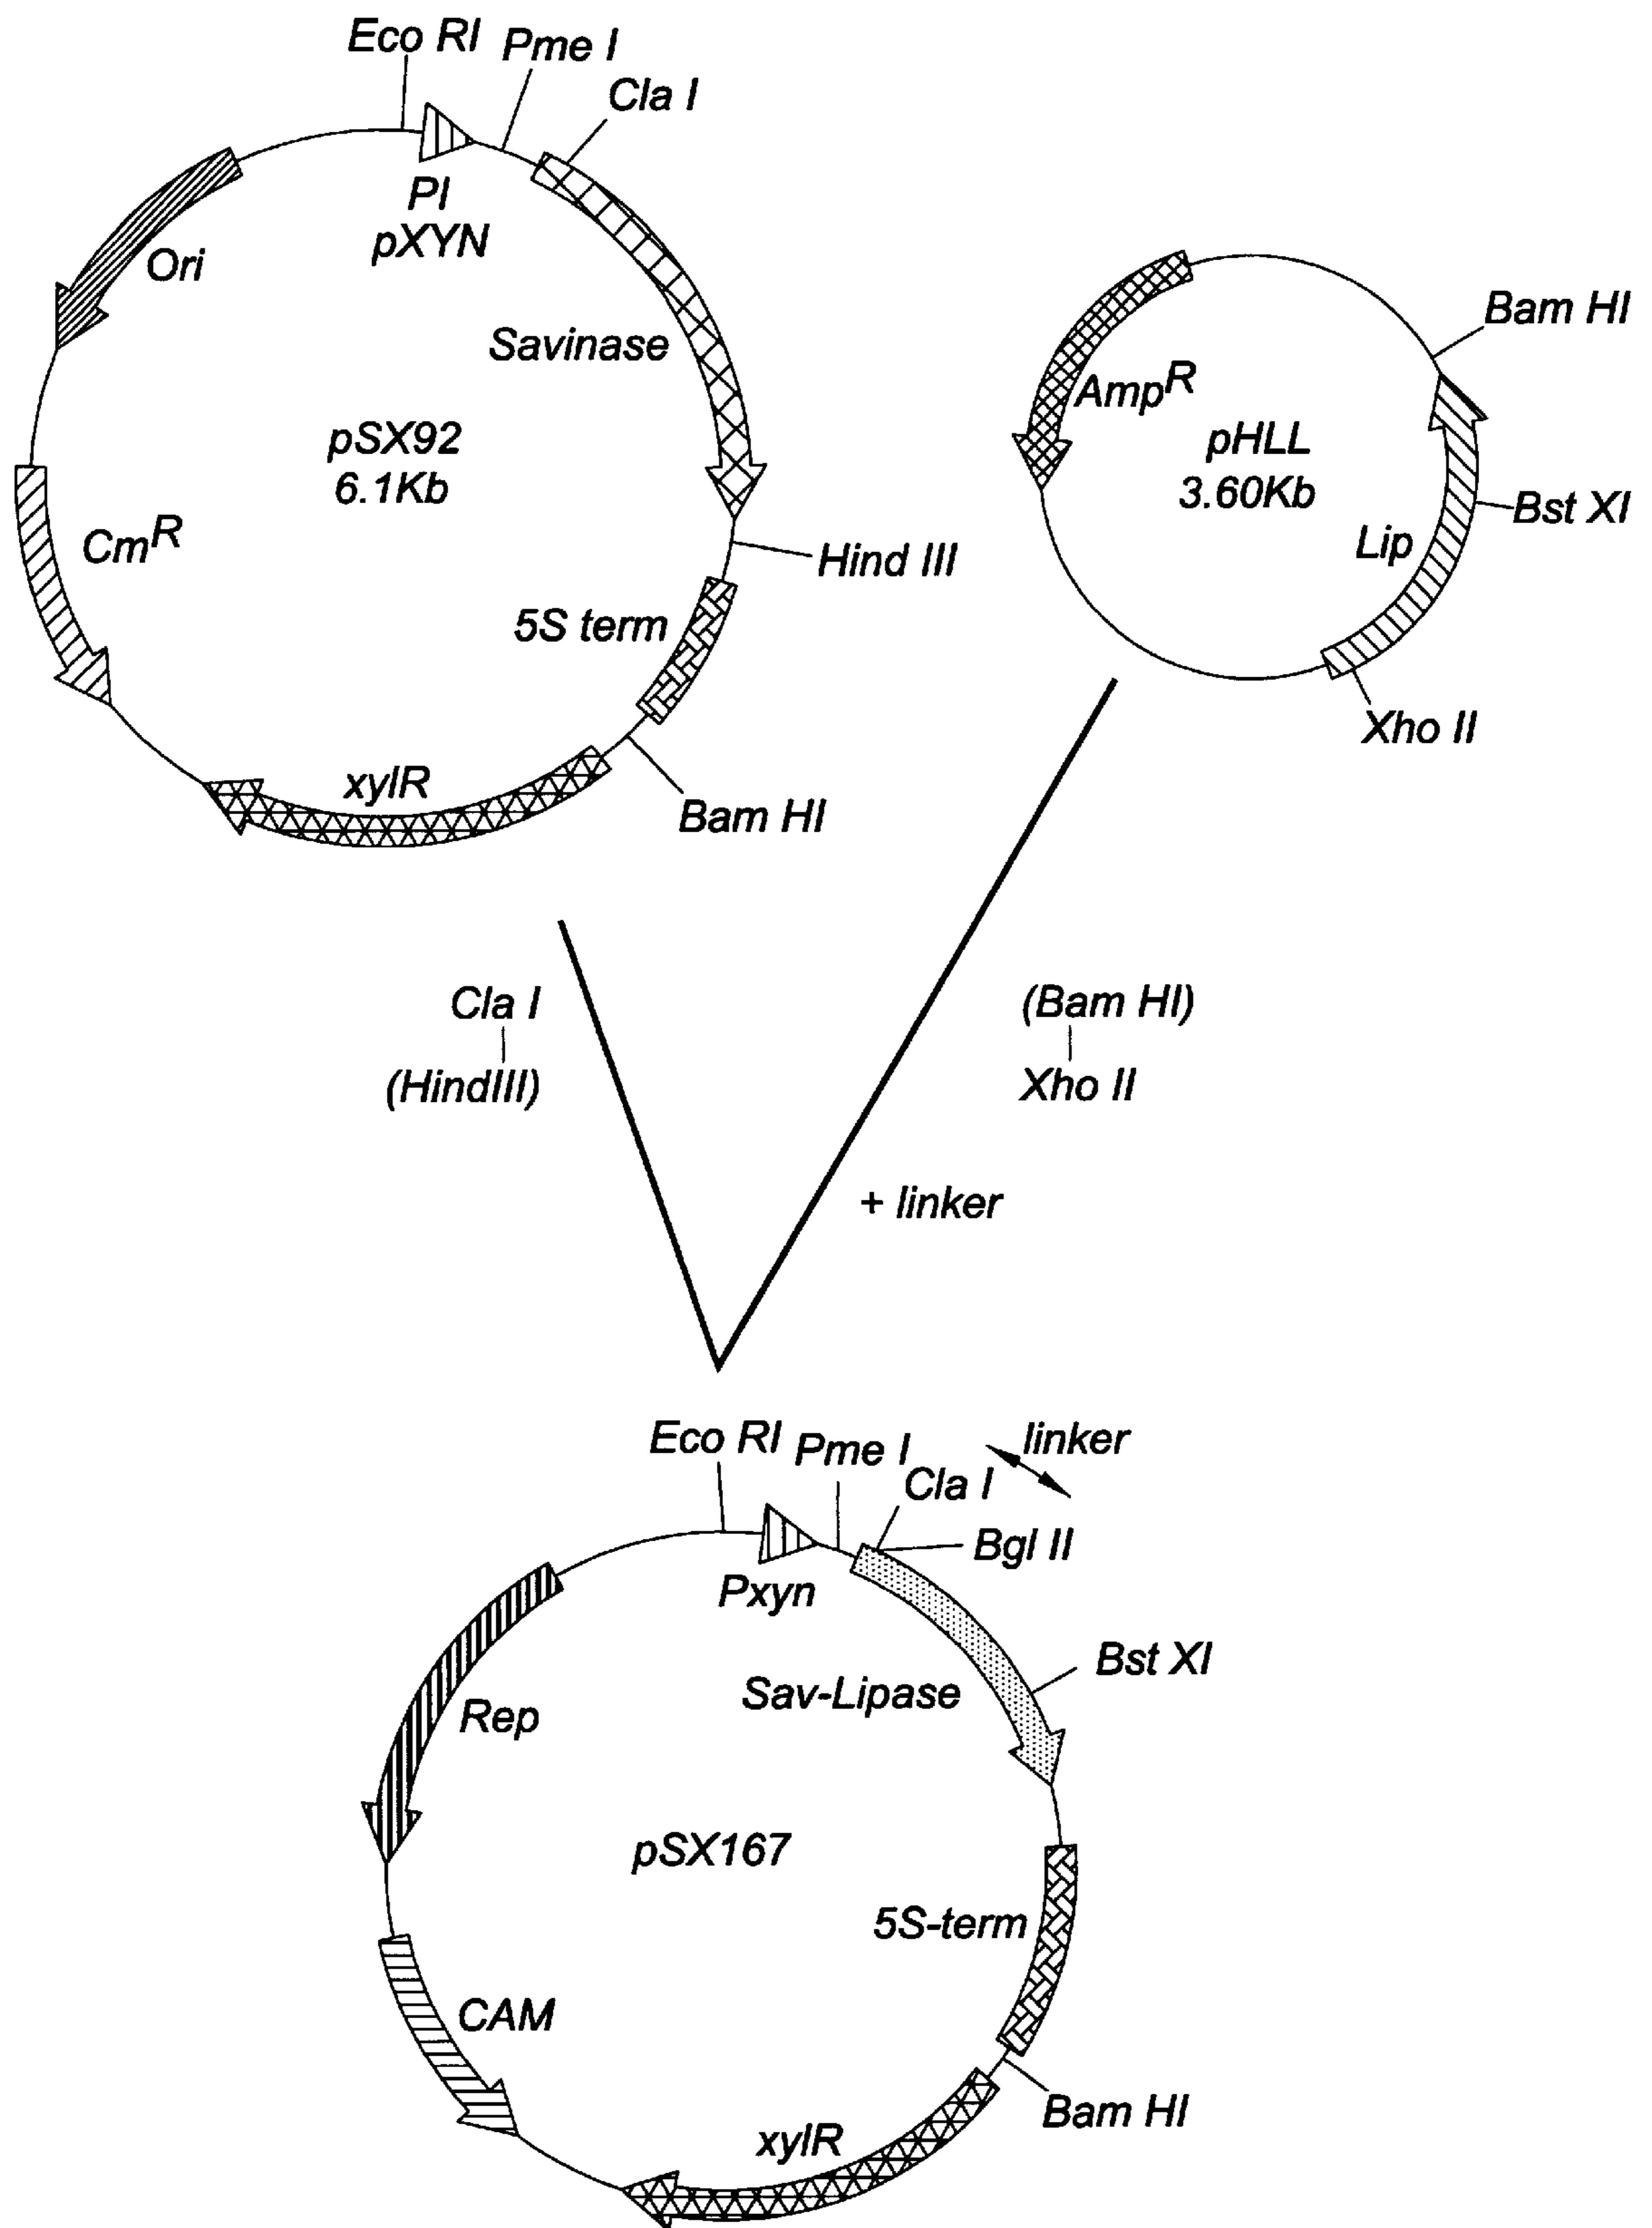 Eco RI
Pme I
Cla I
PI
pXYN
Ori
Savinase
pSX92
6.1Kb
CmR
Hind III
5S term
xylR
Bam HI
Bam HI
AmpR
pHLL
3.60Kb
Bst XI
Lip
Xho II
Cla I
(HindIII)
(Bam HI)
Xho II
+ linker
Eco RI
Pme I
linker
Cla I
Bgl II
Pxyn
Bst XI
Sav-Lipase
Rep
pSX167
5S-term
CAM
Bam HI
xylR